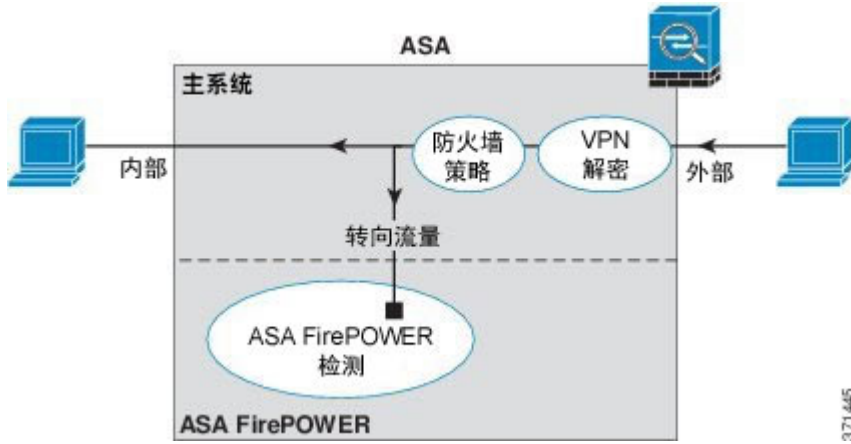 ASA
主系统
防火墙
策略
VPN
解密
内部
外部
转向流量
ASA FirePOWER
检测
ASA FirePOWER
371445